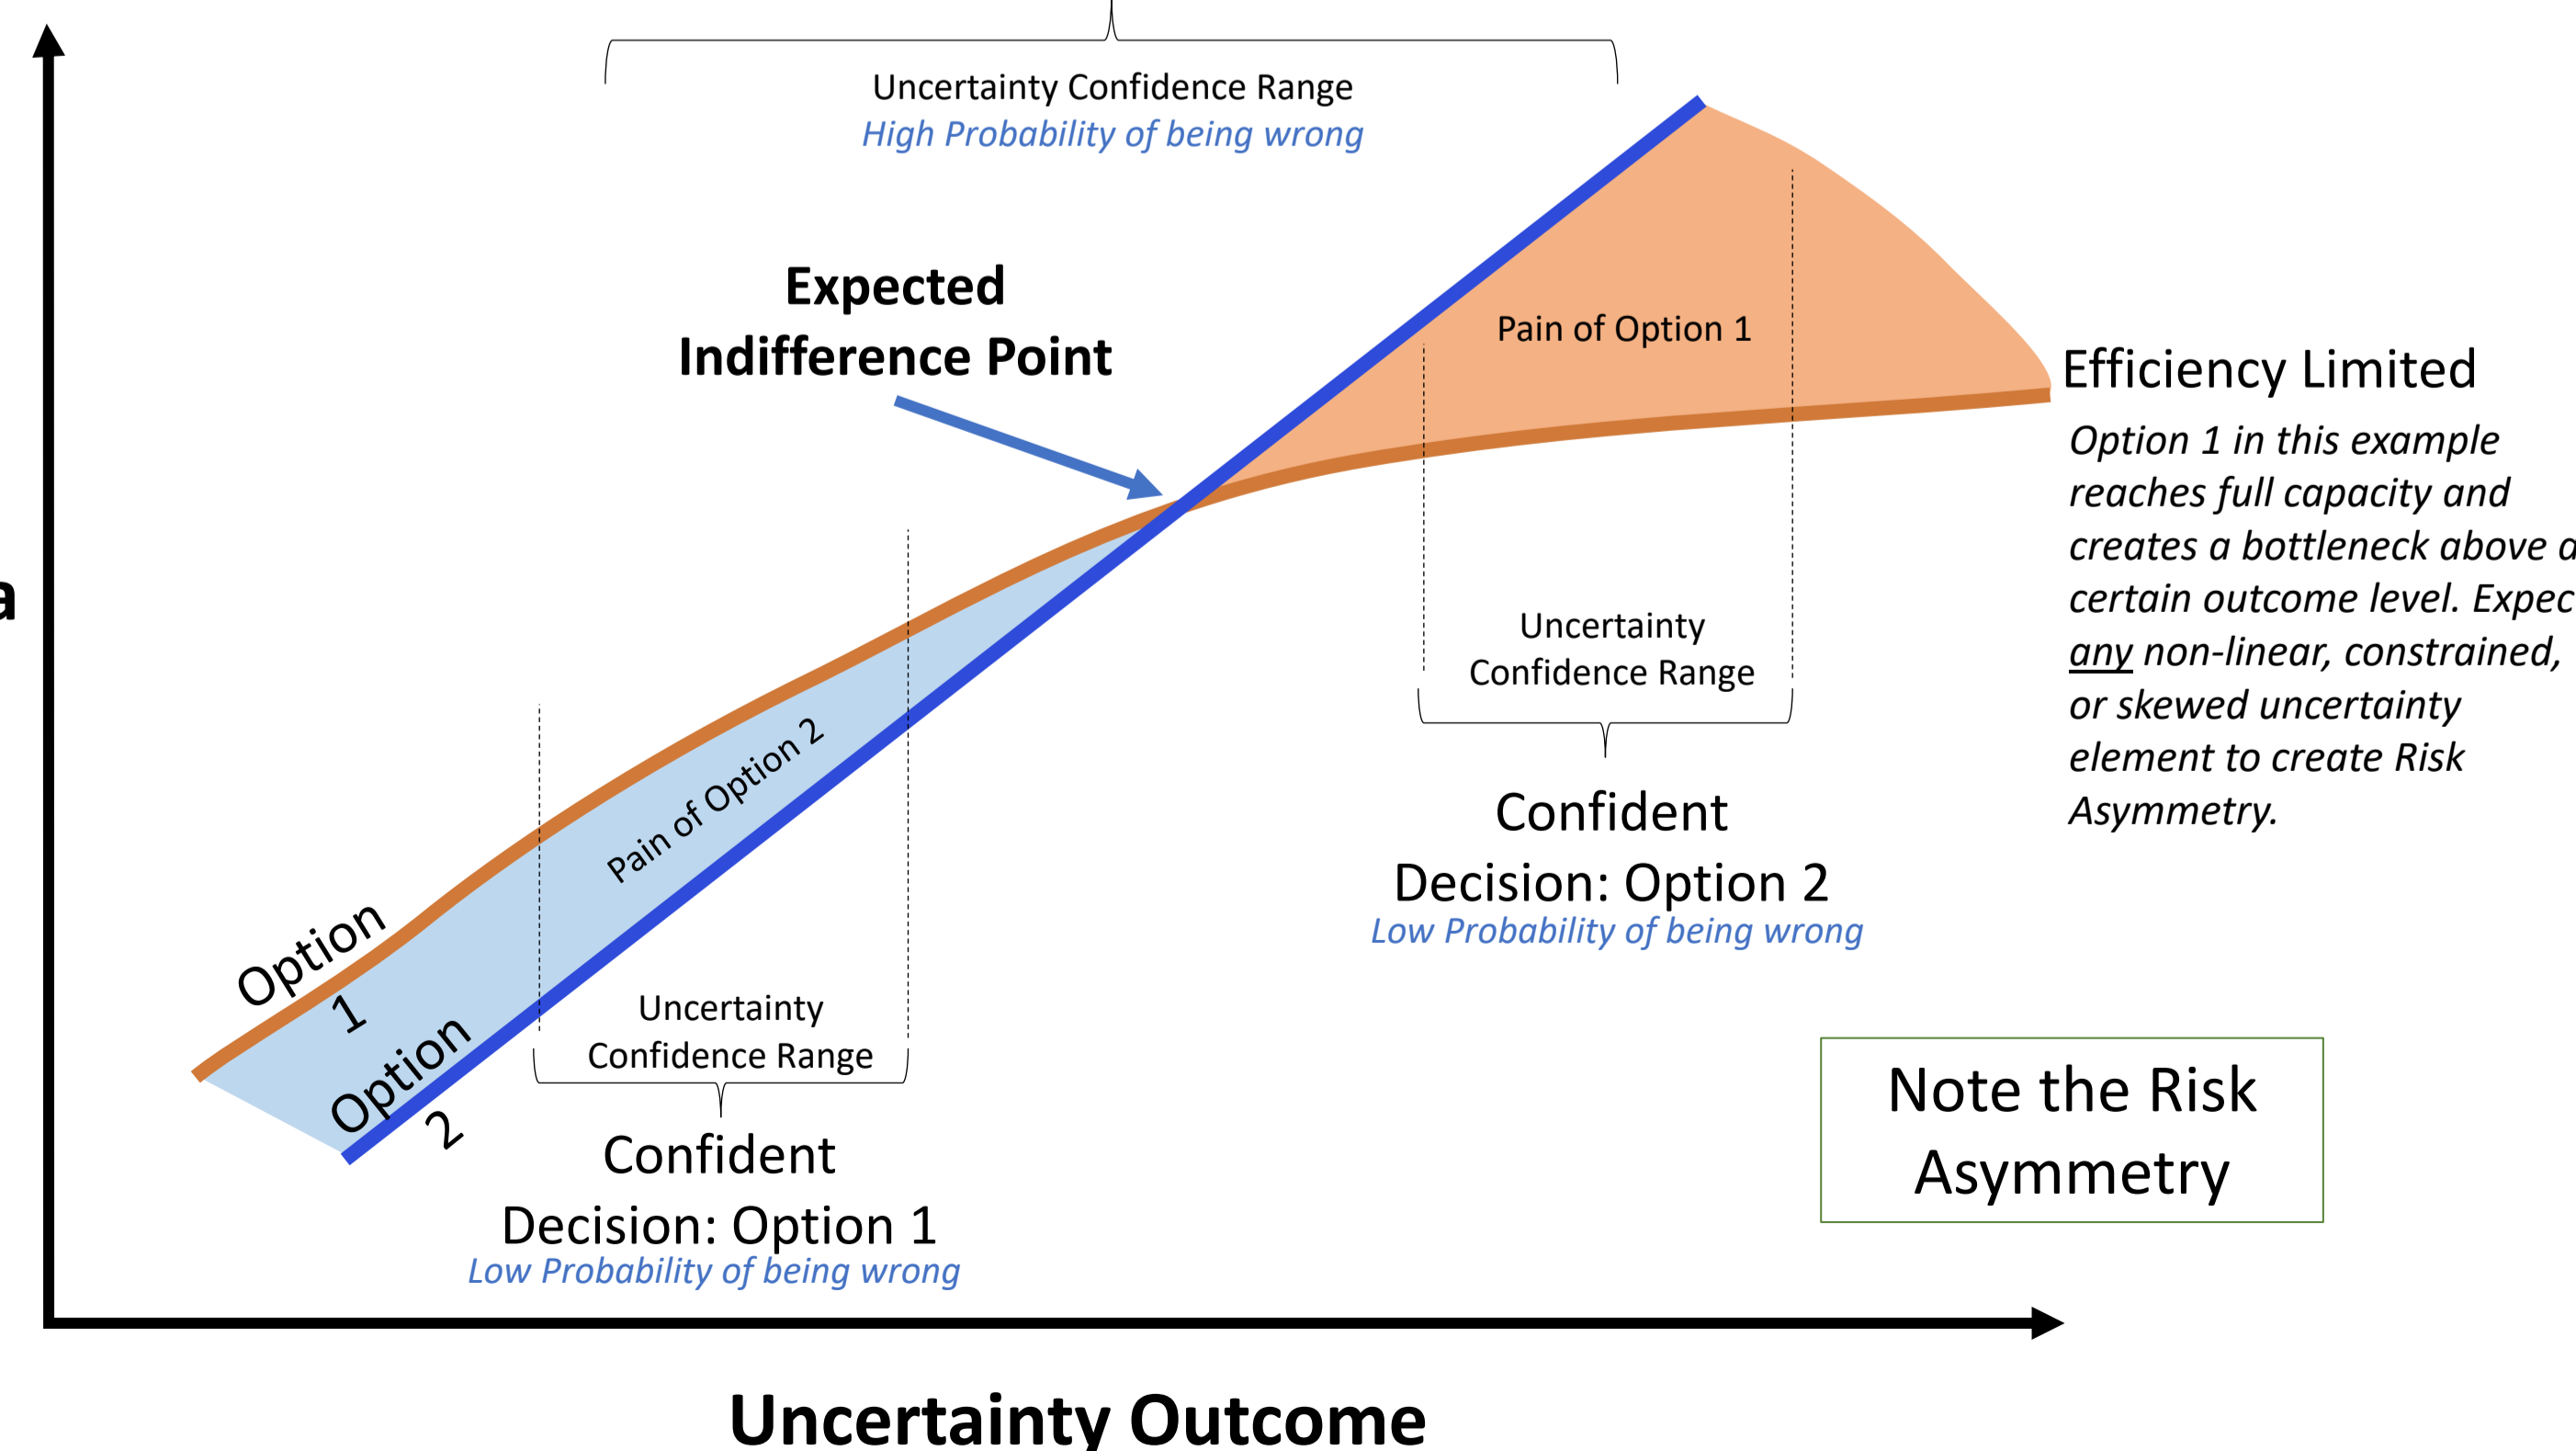 Uncertainty Confidence Range
High Probability of being wrong
Expected
Indifference Point
Pain of Option 1
Efficiency Limited
Option 1 in this example
reaches full capacity and
creates a bottleneck above a
certain outcome level. Expec
any non-linear, constrained,
or skewed uncertainty
element to create Risk
Asymmetry.
a
Uncertainty
Confidence Range
Confident
Decision: Option 2
Low Probability of being wrong
Pain of Option 2
Option
1
Option
2
Uncertainty
Confidence Range
Confident
Decision: Option 1
Low Probability of being wrong
Note the Risk
Asymmetry
Uncertainty Outcome